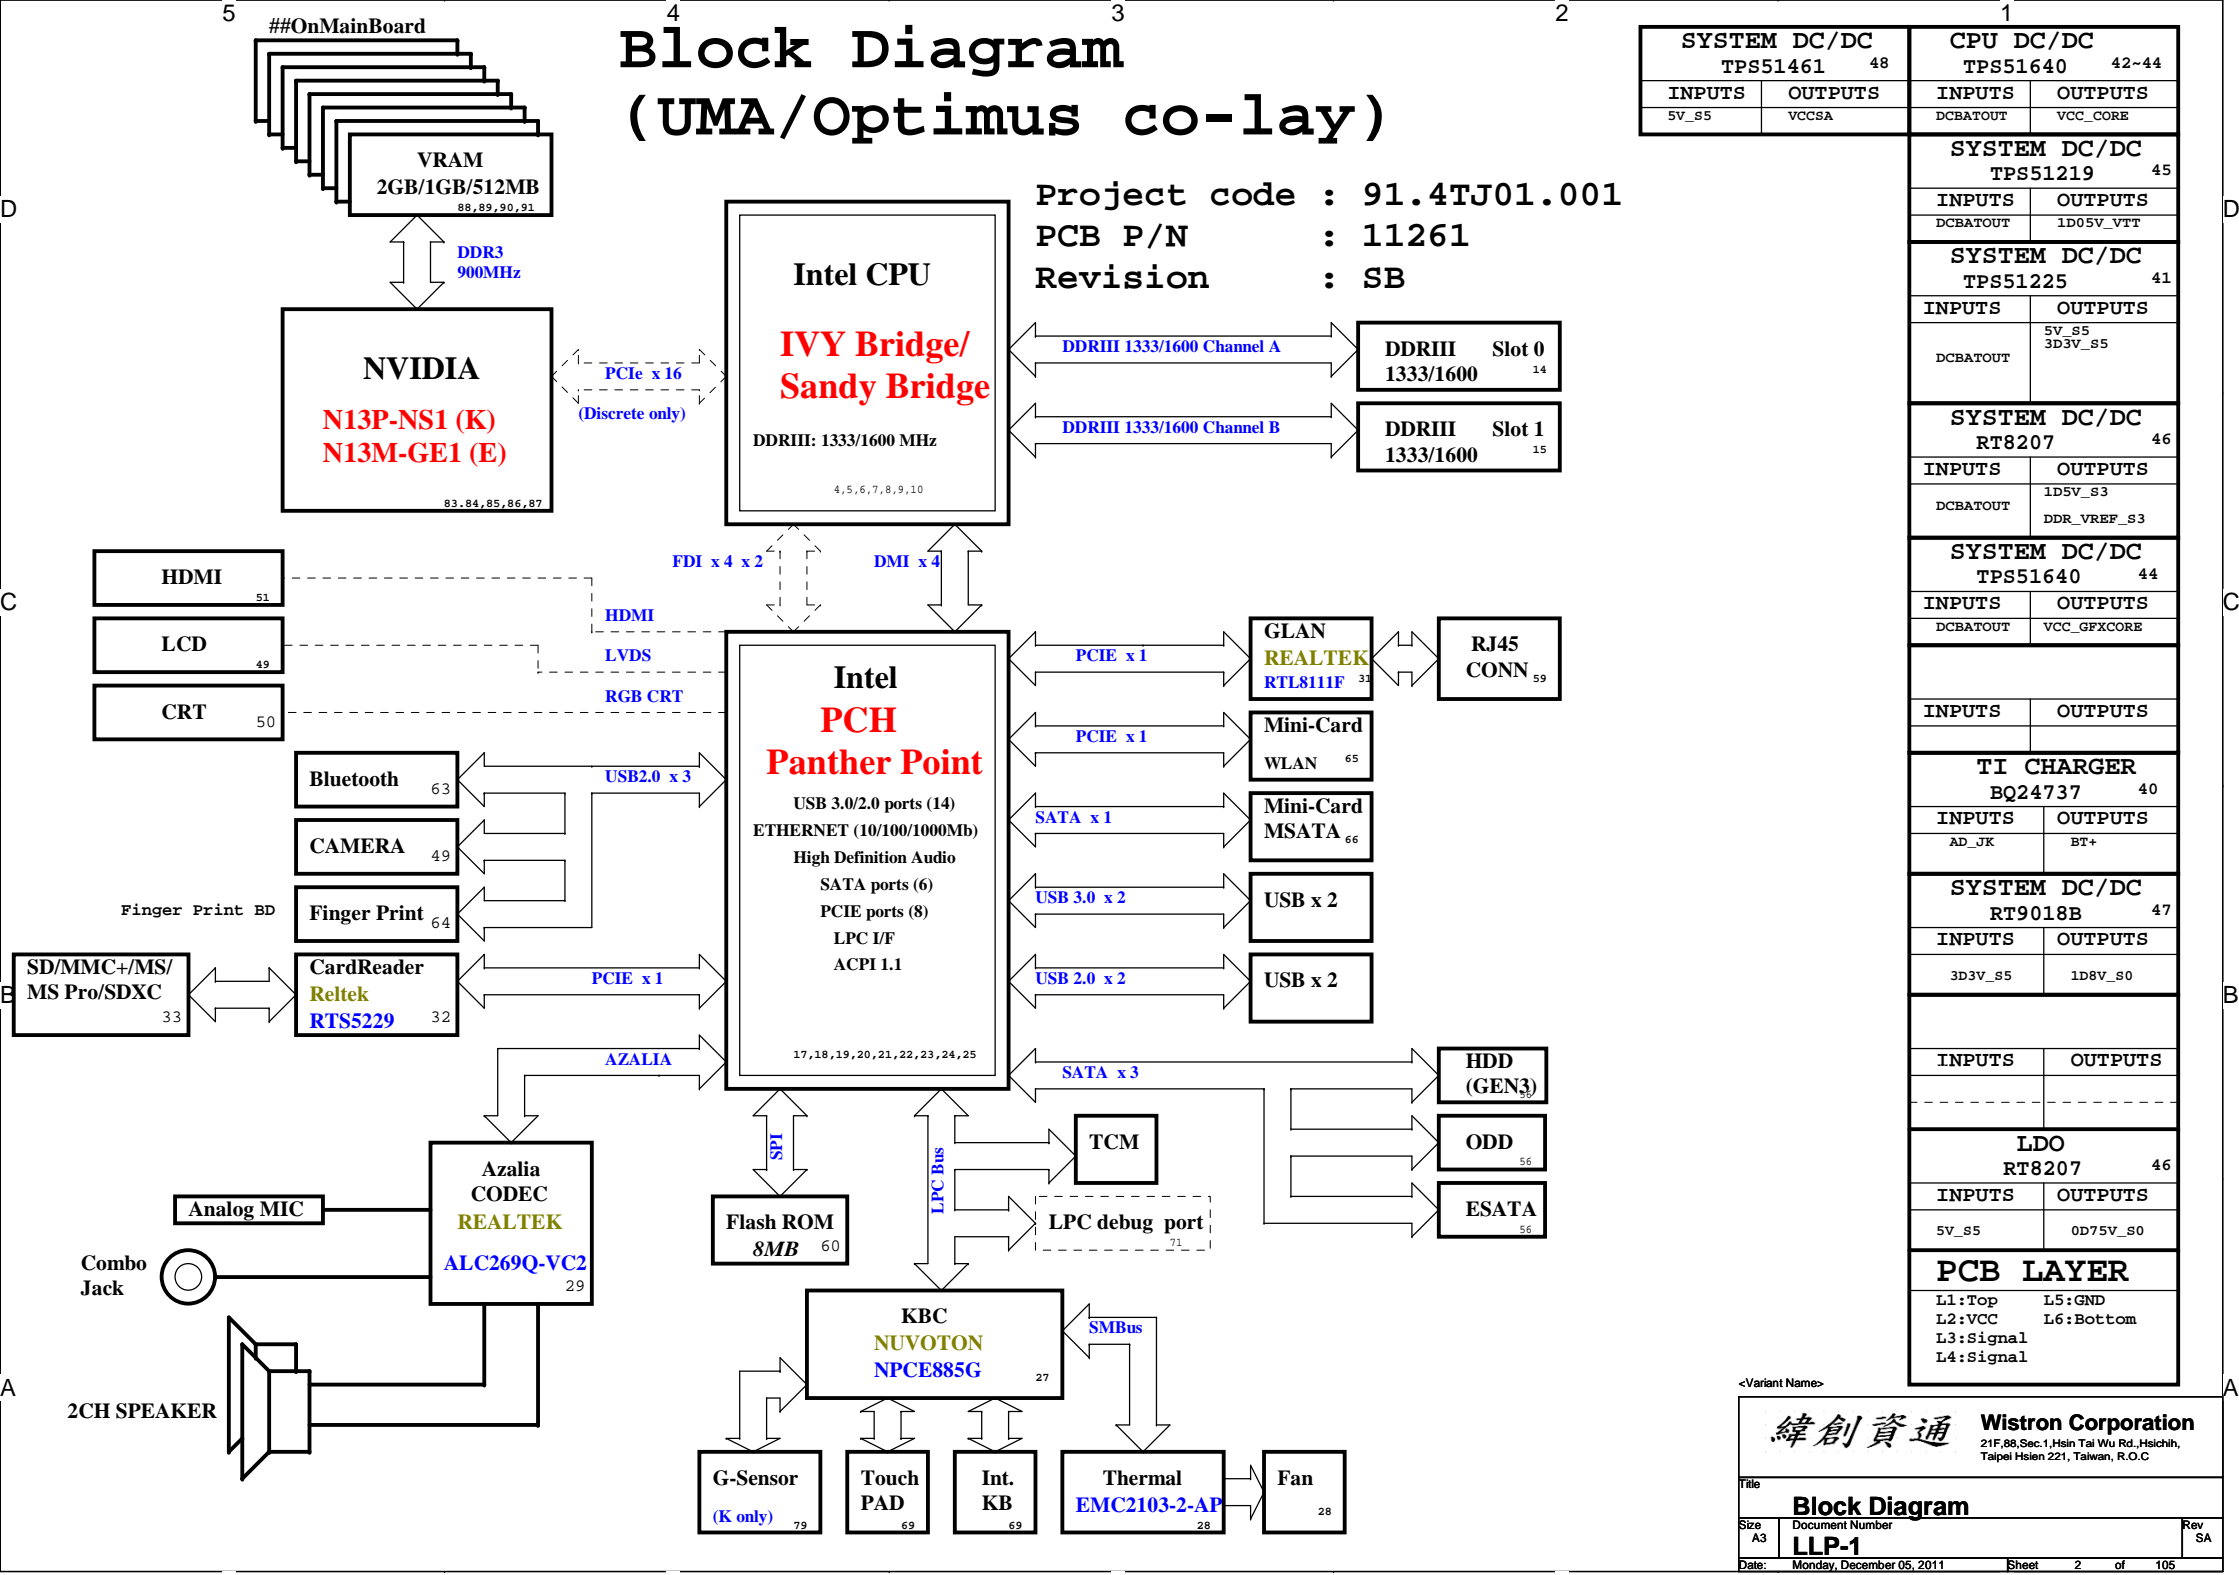 5 4 3 2 1
##OnMainBoard
Block Diagram
(UMA/Optimus co-lay)
Project code : 91.4TJ01.001
PCB P/N : 11261
Revision : SB
VRAM
2GB/1GB/512MB
88,89,90,91
DDR3
900MHz
NVIDIA
N13P-NS1 (K)
N13M-GE1 (E)
83.84,85,86,87
PCIe x 16
(Discrete only)
Intel CPU
IVY Bridge/
Sandy Bridge
DDRIII: 1333/1600 MHz
4,5,6,7,8,9,10
DDRIII 1333/1600 Channel A
DDRIII Slot 0
1333/1600 14
DDRIII 1333/1600 Channel B
DDRIII Slot 1
1333/1600 15
FDI x 4 x 2
DMI x 4
HDMI
51
LCD
49
CRT 50
HDMI
LVDS
RGB CRT
Bluetooth 63
CAMERA 49
Finger Print BD
Finger Print 64
USB2.0 x 3
SD/MMC+/MS/
MS Pro/SDXC
33
CardReader
Reltek
RTS5229 32
PCIE x 1
AZALIA
Intel
PCH
Panther Point
USB 3.0/2.0 ports (14)
ETHERNET (10/100/1000Mb)
High Definition Audio
SATA ports (6)
PCIE ports (8)
LPC I/F
ACPI 1.1
17,18,19,20,21,22,23,24,25
PCIE x 1
GLAN
REALTEK
RTL8111F 31
RJ45
CONN 59
PCIE x 1
Mini-Card
WLAN 65
SATA x 1
Mini-Card
MSATA 66
USB 3.0 x 2
USB x 2
USB 2.0 x 2
USB x 2
SATA x 3
HDD
(GEN3)
56
ODD
56
ESATA
56
SPI
LPC Bus
TCM
LPC debug port
71
Flash ROM
8MB 60
Azalia
CODEC
REALTEK
ALC269Q-VC2
29
Analog MIC
Combo
Jack
2CH SPEAKER
KBC
NUVOTON
NPCE885G
27
SMBus
G-Sensor
(K only) 79
Touch
PAD
69
Int.
KB
69
Thermal
EMC2103-2-AP
28
Fan
28
SYSTEM DC/DC
TPS51461 48
INPUTS OUTPUTS
5V_S5 VCCSA
CPU DC/DC
TPS51640 42~44
INPUTS OUTPUTS
DCBATOUT VCC_CORE
SYSTEM DC/DC
TPS51219 45
INPUTS OUTPUTS
DCBATOUT 1D05V_VTT
SYSTEM DC/DC
TPS51225 41
INPUTS OUTPUTS
5V_S5
3D3V_S5
DCBATOUT
SYSTEM DC/DC
RT8207 46
INPUTS OUTPUTS
1D5V_S3
DCBATOUT
DDR_VREF_S3
SYSTEM DC/DC
TPS51640 44
INPUTS OUTPUTS
DCBATOUT VCC_GFXCORE
INPUTS OUTPUTS
TI CHARGER
BQ24737 40
INPUTS OUTPUTS
AD_JK BT+
SYSTEM DC/DC
RT9018B 47
INPUTS OUTPUTS
3D3V_S5 1D8V_S0
INPUTS OUTPUTS
LDO
RT8207 46
INPUTS OUTPUTS
5V_S5 0D75V_S0
PCB LAYER
L1:Top L5:GND
L2:VCC L6:Bottom
L3:Signal
L4:Signal
<Variant Name>
緯創資通 Wistron Corporation
21F,88,Sec.1,Hsin Tai Wu Rd.,Hsichih,
Taipei Hsien 221, Taiwan, R.O.C
Title
Block Diagram
Size Document Number Rev
A3 LLP-1 SA
Date: Monday, December 05, 2011 Sheet 2 of 105
D D
C C
B B
A A